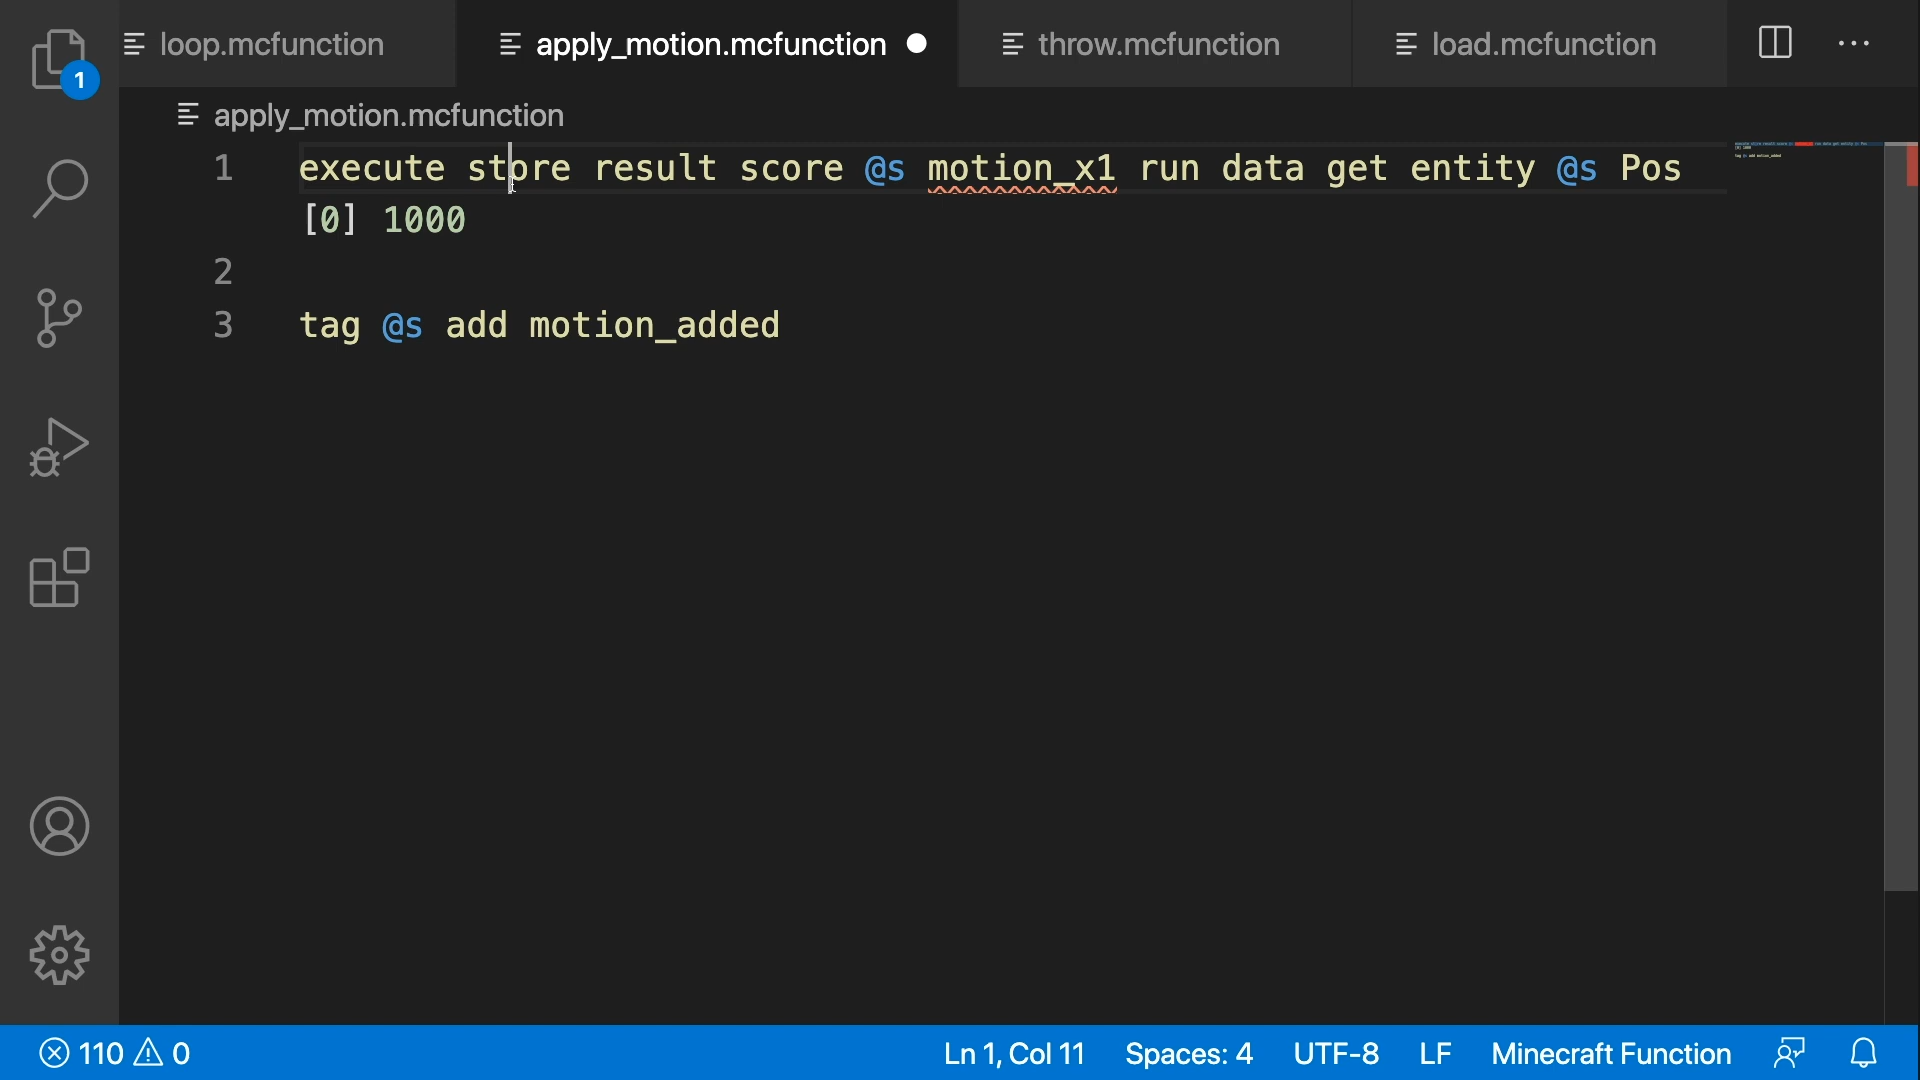 loop.mcfunction
apply_motion.mcfunction
throw.mcfunction
load.mcfunction
1
apply_motion.mcfunction
1 execute store result score @s motion_x1 run data get entity @s Pos
[0] 1000
2
3 tag @s add motion_added
110 0
Ln 1, Col 11
Spaces: 4
UTF-8
LF
Minecraft Function